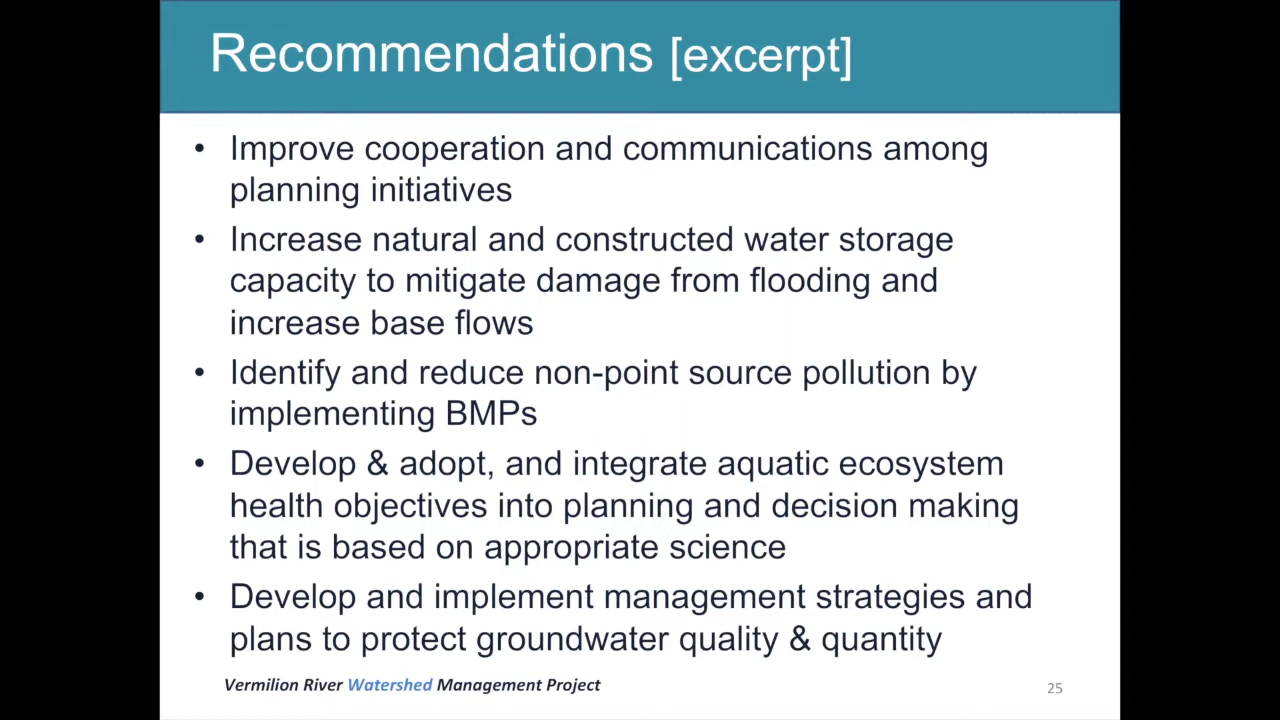 Recommendations [excerpt]
• Improve cooperation and communications among
planning initiatives
• Increase natural and constructed water storage
capacity to mitigate damage from flooding and
increase base flows
• Identify and reduce non-point source pollution by
implementing BMPs
• Develop & adopt, and integrate aquatic ecosystem
health objectives into planning and decision making
that is based on appropriate science
• Develop and implement management strategies and
plans to protect groundwater quality & quantity
Vermilion River Watershed Management Project
25